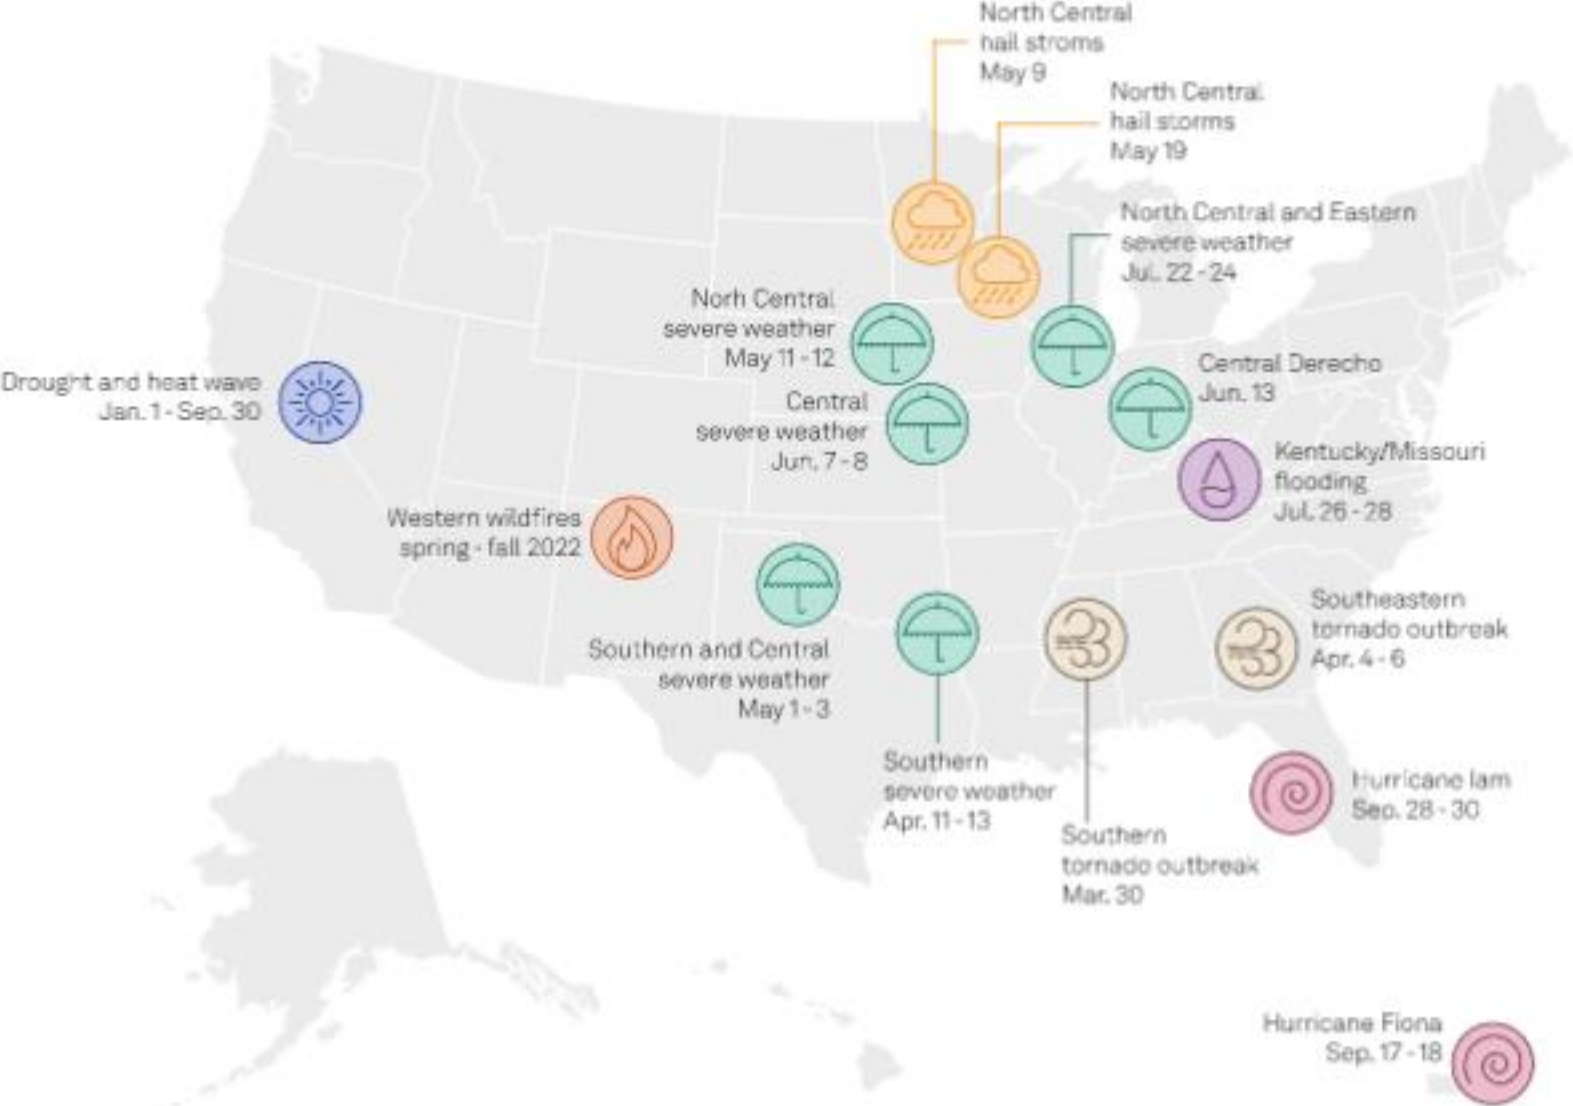 North Central
hail stroms
May 9
North Central
hail storms
May 19
North Central and Eastern
severe weather
Jul. 22 - 24
Norh Central
severe weather
May 11 - 12
Central Derecho
Jun. 13
Drought and heat wave
Jan. 1 - Sep. 30
Central
severe weather
Jun. 7 - 8
Kentucky/Missouri
flooding
Jul. 26 - 28
Western wildfires
spring - fall 2022
Southeastern
tornado outbreak
Apr. 4 - 6
Southern and Central
severe weather
May 1 - 3
Southern
severe weather
Apr. 11 - 13
Hurricane Iam
Sep. 28 - 30
Southern
tornado outbreak
Mar. 30
Hurricane Fiona
Sep. 17 - 18